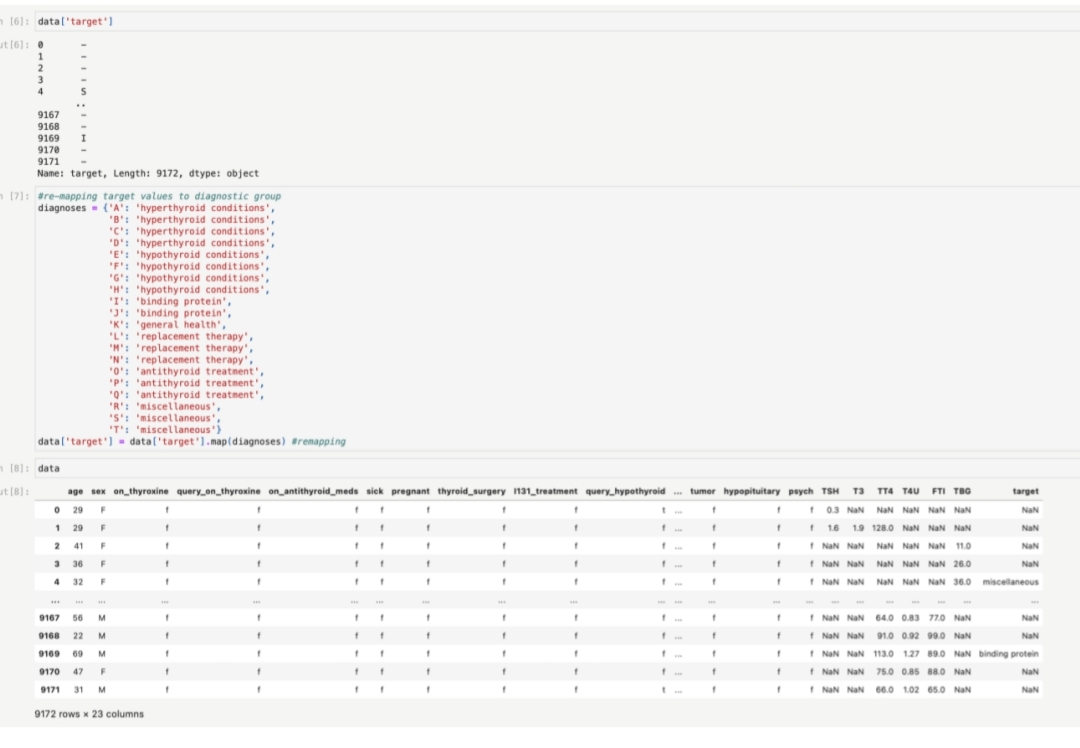 [6]: data['target']
[6]: 0 –
1 –
2 –
3 –
4 S
..
9167 –
9168 –
9169 I
9170 –
9171 –
Name: target, Length: 9172, dtype: object
[7]: #re-mapping target values to diagnostic group
diagnoses = {'A': 'hyperthyroid conditions',
'B': 'hyperthyroid conditions',
'C': 'hyperthyroid conditions',
'D': 'hyperthyroid conditions',
'E': 'hypothyroid conditions',
'F': 'hypothyroid conditions',
'G': 'hypothyroid conditions',
'H': 'hypothyroid conditions',
'I': 'binding protein',
'J': 'binding protein',
'K': 'general health',
'L': 'replacement therapy',
'M': 'replacement therapy',
'N': 'replacement therapy',
'O': 'antithyroid treatment',
'P': 'antithyroid treatment',
'Q': 'antithyroid treatment',
'R': 'miscellaneous',
'S': 'miscellaneous',
'T': 'miscellaneous'}
data['target'] = data['target'].map(diagnoses) #remapping
[8]: data
[8]:
age sex on_thyroxine query_on_thyroxine on_antithyroid_meds sick pregnant thyroid_surgery I131_treatment query_hypothyroid ... tumor hypopituitary psych TSH T3 TT4 T4U FTI TBG target
0 29 F f f f f f f f t ... f f f 0.3 NaN NaN NaN NaN NaN NaN
1 29 F f f f f f f f f ... f f f 1.6 1.9 128.0 NaN NaN NaN NaN
2 41 F f f f f f f f f ... f f f NaN NaN NaN NaN NaN 11.0 NaN
3 36 F f f f f f f f f ... f f f NaN NaN NaN NaN NaN 26.0 NaN
4 32 F f f f f f f f f ... f f f NaN NaN NaN NaN NaN 36.0 miscellaneous
... ... ... ... ... ... ... ... ... ... ... ... ... ... ... ... ... ... ... ... ... ...
9167 56 M f f f f f f f f ... f f f NaN NaN 64.0 0.83 77.0 NaN NaN
9168 22 M f f f f f f f f ... f f f NaN NaN 91.0 0.92 99.0 NaN NaN
9169 69 M f f f f f f f f ... f f f NaN NaN 113.0 1.27 89.0 NaN binding protein
9170 47 F f f f f f f f f ... f f f NaN NaN 75.0 0.85 88.0 NaN NaN
9171 31 M f f f f f f f t ... f f f NaN NaN 66.0 1.02 65.0 NaN NaN
9172 rows × 23 columns